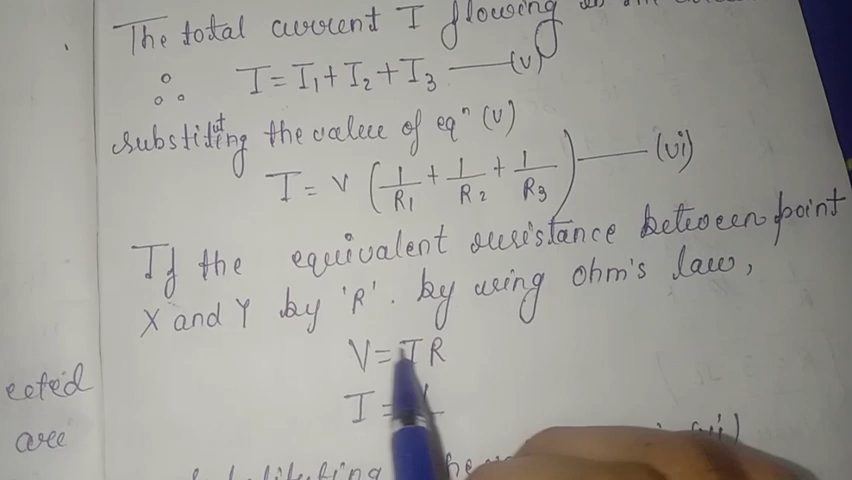 The total current I flowing in
∴ I = I₁ + I₂ + I₃ —— (v)
substituting the value of eqⁿ (v)
I = V (1/R₁ + 1/R₂ + 1/R₃) —— (vi)
If the equivalent resistance between point
X and Y by 'R'. by using ohm's law,
V = IR
I =
ected
are